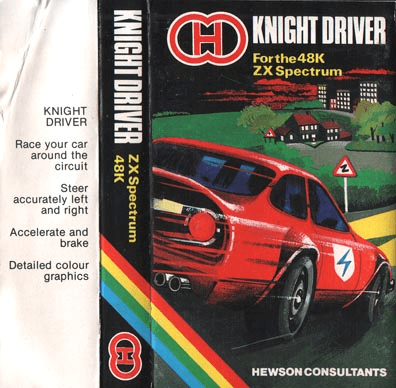 KNIGHT
DRIVER
Race your car
around the
circuit
Steer
accurately left
and right
Accelerate and
brake
Detailed colour
graphics
KNIGHT DRIVER
ZX Spectrum
48K
H
KNIGHT DRIVER
For the 48K
ZX Spectrum
HEWSON CONSULTANTS